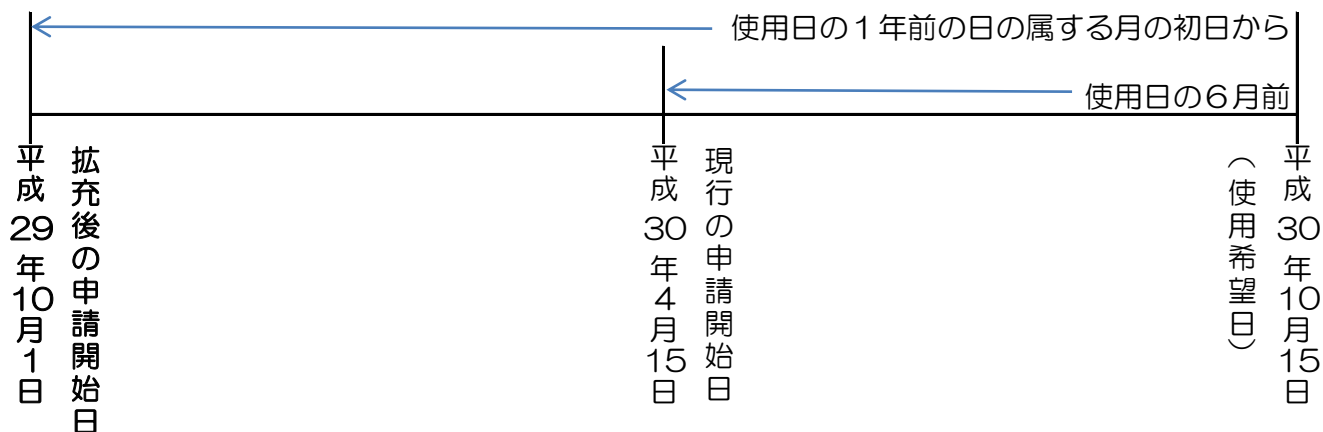 使用日の１年前の日の属する月の初日から
使用日の６月前
平成29年10月1日
拡充後の申請開始日
平成30年4月15日
現行の申請開始日
平成30年10月15日
（使用希望日）